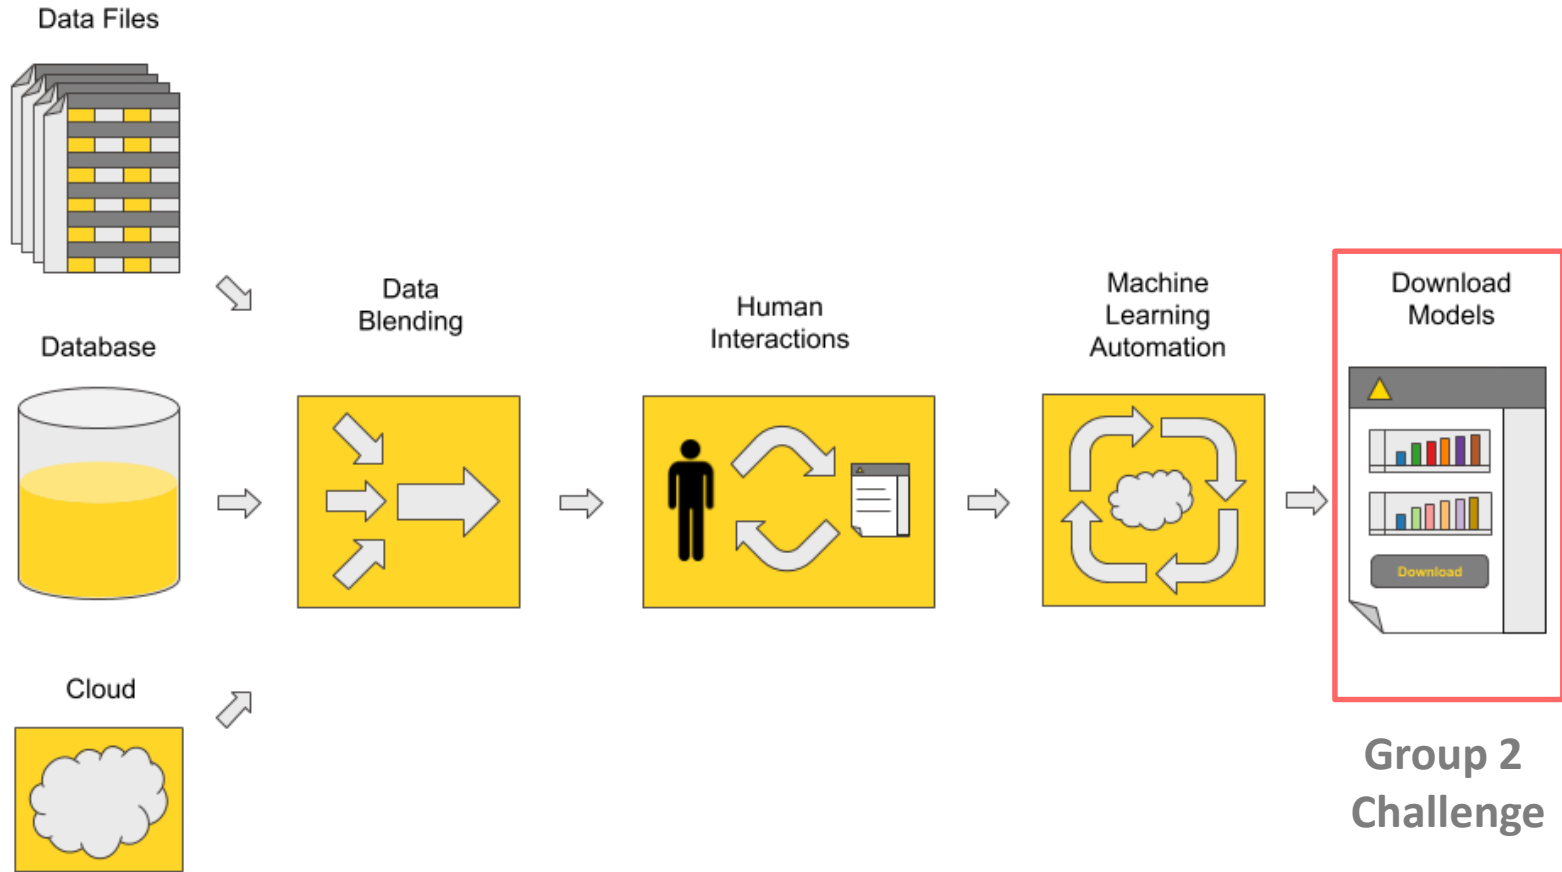 Data Files
Database
Cloud
Data
Blending
Human
Interactions
Machine
Learning
Automation
Download
Models
Download
Group 2
Challenge